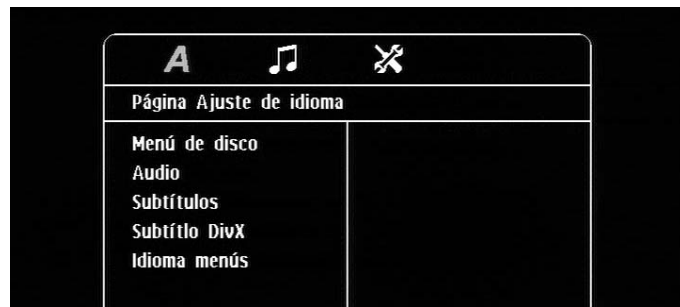 A
Página Ajuste de idioma
Menú de disco
Audio
Subtítulos
Subtítlo DivX
Idioma menús